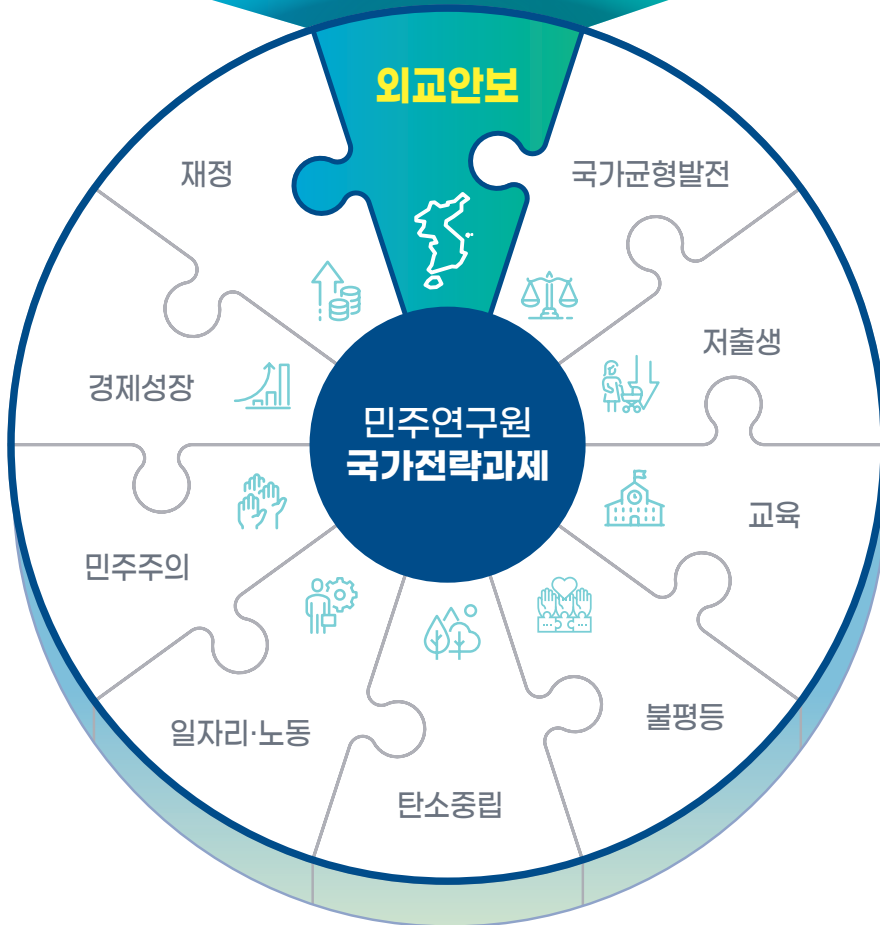 외교안보
재정
국가균형발전
저출생
경제성장
민주연구원
국가전략과제
교육
민주주의
불평등
일자리·노동
탄소중립